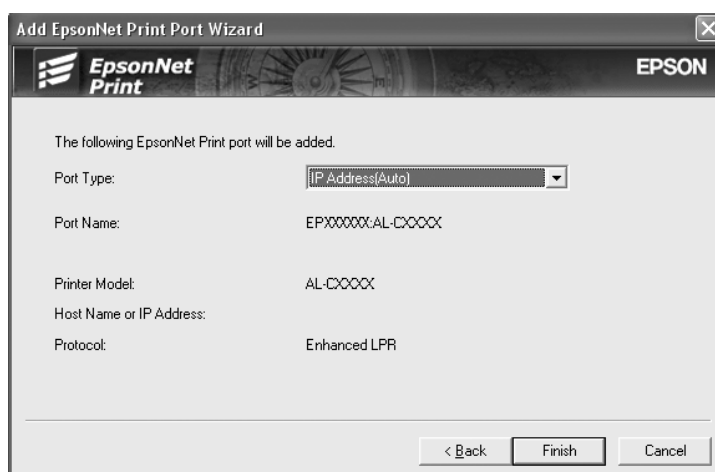 Add EpsonNet Print Port Wizard
EpsonNet
Print
EPSON
The following EpsonNet Print port will be added.
Port Type:
IP Address(Auto)
Port Name:
EPXXXXXX:AL-CXXXX
Printer Model:
AL-CXXXX
Host Name or IP Address:
Protocol:
Enhanced LPR
< Back
Finish
Cancel